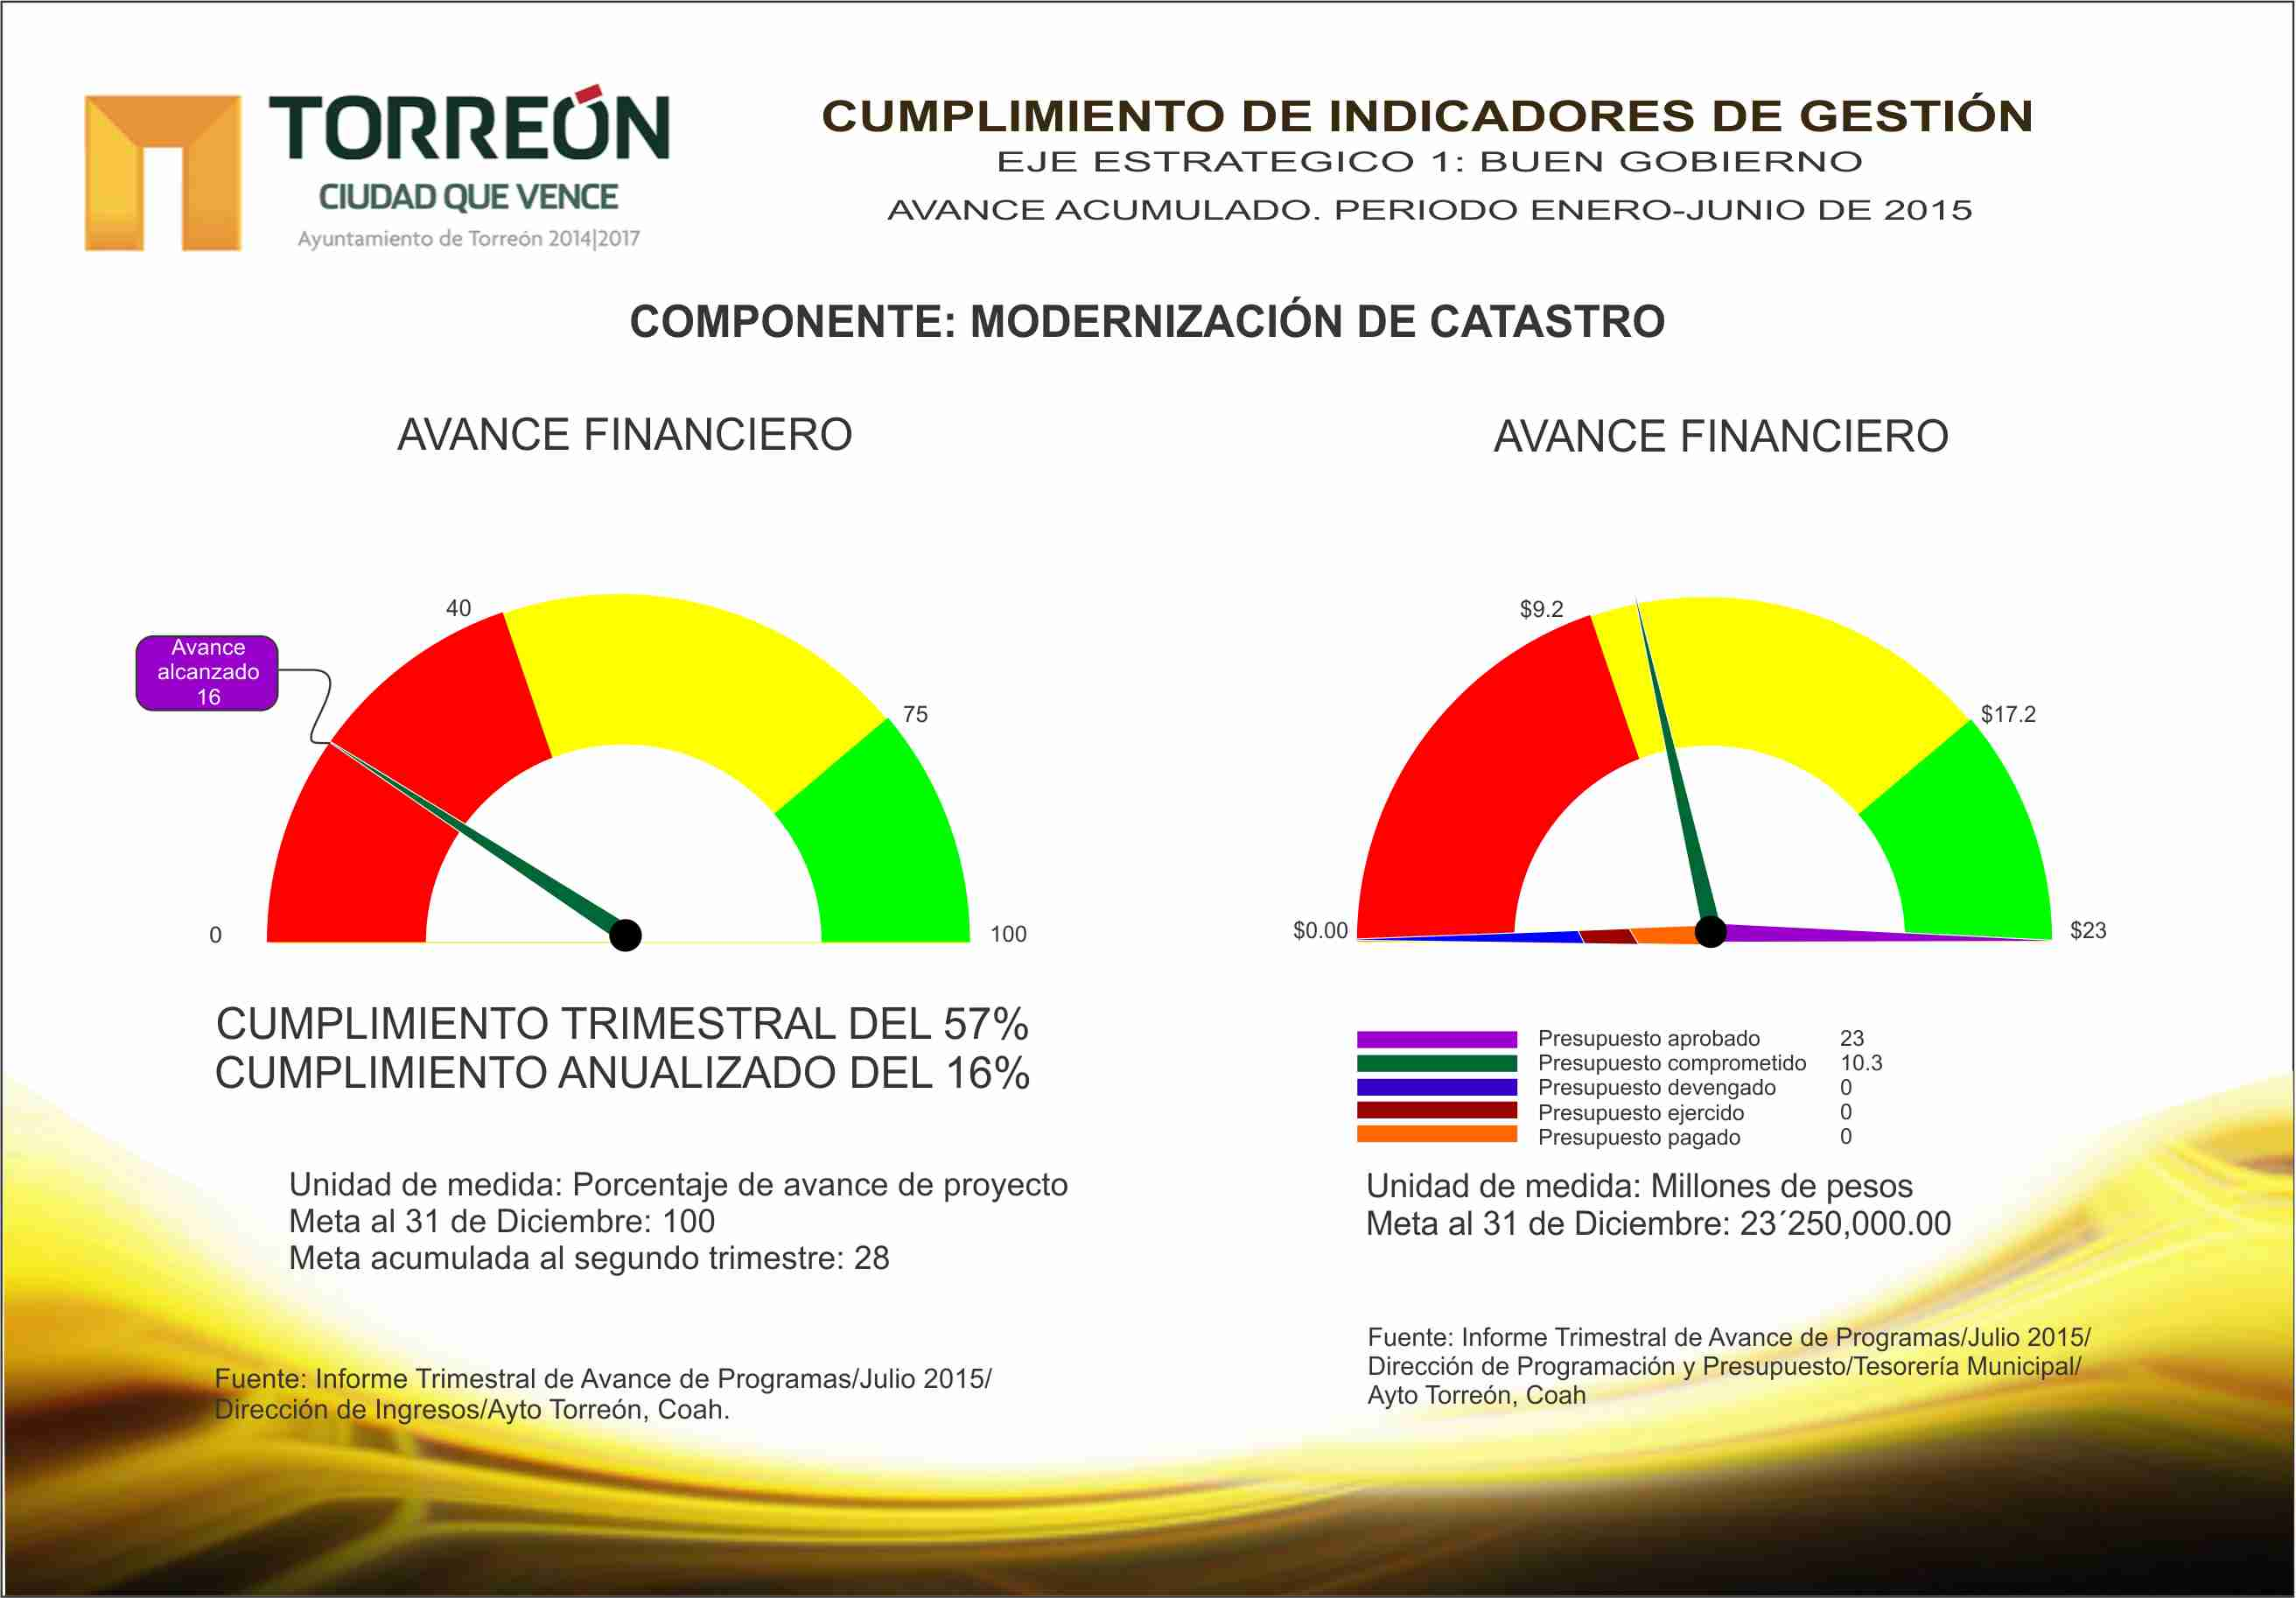 TORREÓN
CIUDAD QUE VENCE
Ayuntamiento de Torreón 2014|2017
CUMPLIMIENTO DE INDICADORES DE GESTIÓN
EJE ESTRATEGICO 1: BUEN GOBIERNO
AVANCE ACUMULADO. PERIODO ENERO-JUNIO DE 2015
COMPONENTE: MODERNIZACIÓN DE CATASTRO
AVANCE FINANCIERO
40
Avance
alcanzado
16
75
0
100
CUMPLIMIENTO TRIMESTRAL DEL 57%
CUMPLIMIENTO ANUALIZADO DEL 16%
Unidad de medida: Porcentaje de avance de proyecto
Meta al 31 de Diciembre: 100
Meta acumulada al segundo trimestre: 28
Fuente: Informe Trimestral de Avance de Programas/Julio 2015/
Dirección de Ingresos/Ayto Torreón, Coah.
AVANCE FINANCIERO
$9.2
$17.2
$0.00
$23
Presupuesto aprobado 23
Presupuesto comprometido 10.3
Presupuesto devengado 0
Presupuesto ejercido 0
Presupuesto pagado 0
Unidad de medida: Millones de pesos
Meta al 31 de Diciembre: 23´250,000.00
Fuente: Informe Trimestral de Avance de Programas/Julio 2015/
Dirección de Programación y Presupuesto/Tesorería Municipal/
Ayto Torreón, Coah